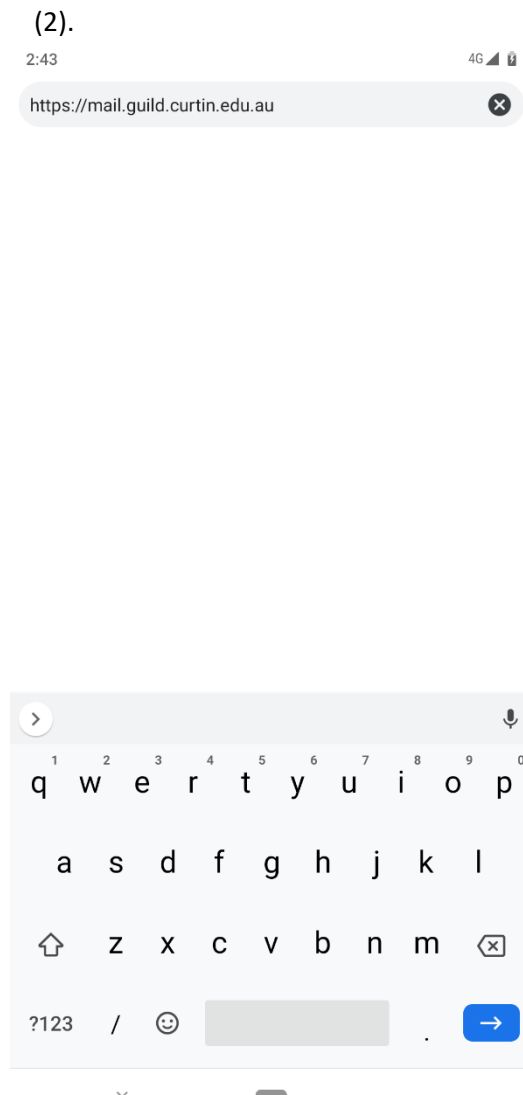 (2).
2:43 4G
https://mail.guild.curtin.edu.au
1 2 3 4 5 6 7 8 9 0
q w e r t y u i o p
a s d f g h j k l
z x c v b n m
?123 / .